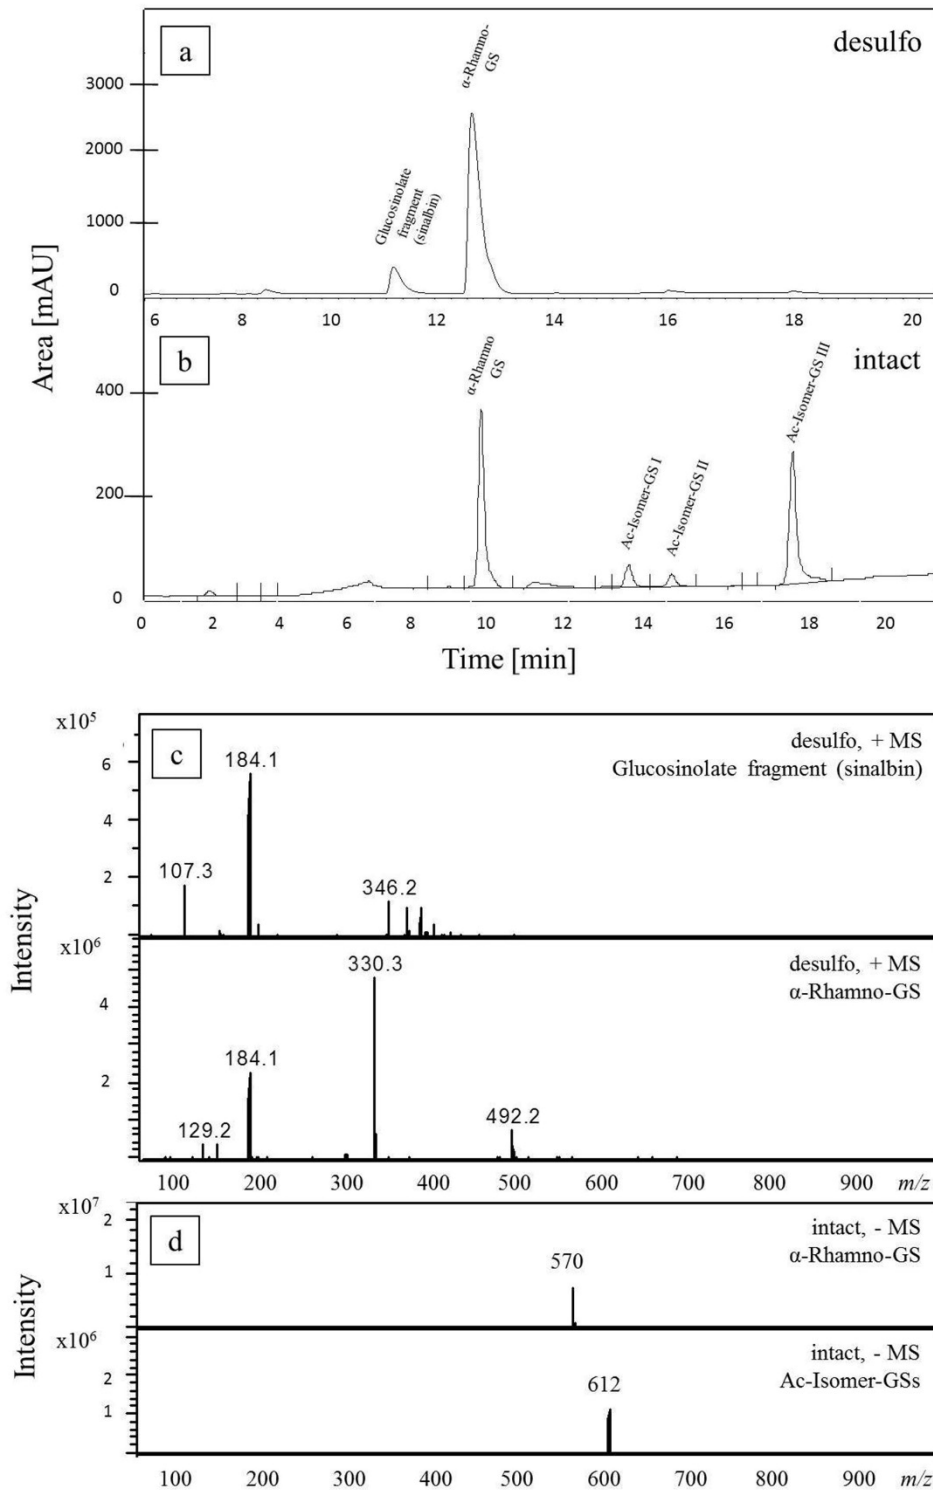 a
desulfo
α-Rhamno-
GS
Glucosinolate
fragment
(sinalbin)
3000
2000
1000
0
6 8 10 12 14 16 18 20
Area [mAU]
b
intact
α-Rhamno
GS
Ac-Isomer-GS I
Ac-Isomer-GS II
Ac-Isomer-GS III
400
200
0
0 2 4 6 8 10 12 14 16 18 20
Time [min]
x10⁵
c
desulfo, + MS
Glucosinolate fragment (sinalbin)
6
4
2
184.1
107.3
346.2
Intensity
x10⁶
desulfo, + MS
α-Rhamno-GS
4
2
330.3
184.1
129.2
492.2
100 200 300 400 500 600 700 800 900 m/z
x10⁷
d
intact, - MS
α-Rhamno-GS
2
1
570
Intensity
x10⁶
intact, - MS
Ac-Isomer-GSs
2
1
612
100 200 300 400 500 600 700 800 900 m/z